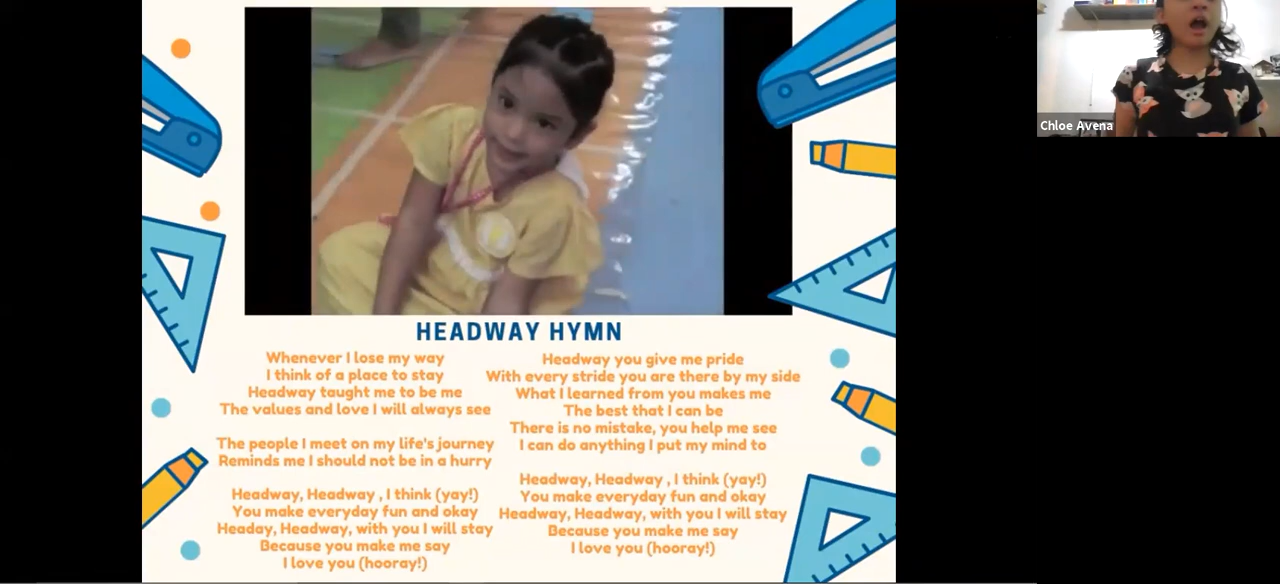 Chloe Avena
HEADWAY HYMN
Whenever I lose my way
I think of a place to stay
Headway taught me to be me
The values and love I will always see
The people I meet on my life's journey
Reminds me I should not be in a hurry
Headway, Headway , I think (yay!)
You make everyday fun and okay
Headay, Headway, with you I will stay
Because you make me say
I love you (hooray!)
Headway you give me pride
With every stride you are there by my side
What I learned from you makes me
The best that I can be
There is no mistake, you help me see
I can do anything I put my mind to
Headway, Headway , I think (yay!)
You make everyday fun and okay
Headway, Headway, with you I will stay
Because you make me say
I love you (hooray!)